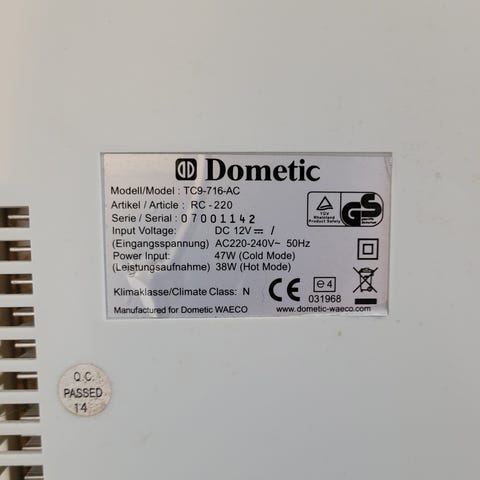 Dometic
Modell/Model : TC9-716-AC
Artikel / Article : RC - 220
Serie / Serial : 07001142
Input Voltage: DC 12V⎓ /
(Eingangsspannung) AC220-240V~ 50Hz
Power Input: 47W (Cold Mode)
(Leistungsaufnahme) 38W (Hot Mode)
Klimaklasse/Climate Class: N
Manufactured for Dometic WAECO
TÜV
Rheinland
Product Safety
GS
CE
e4
031968
www.dometic-waeco.com
Q.C.
PASSED
14